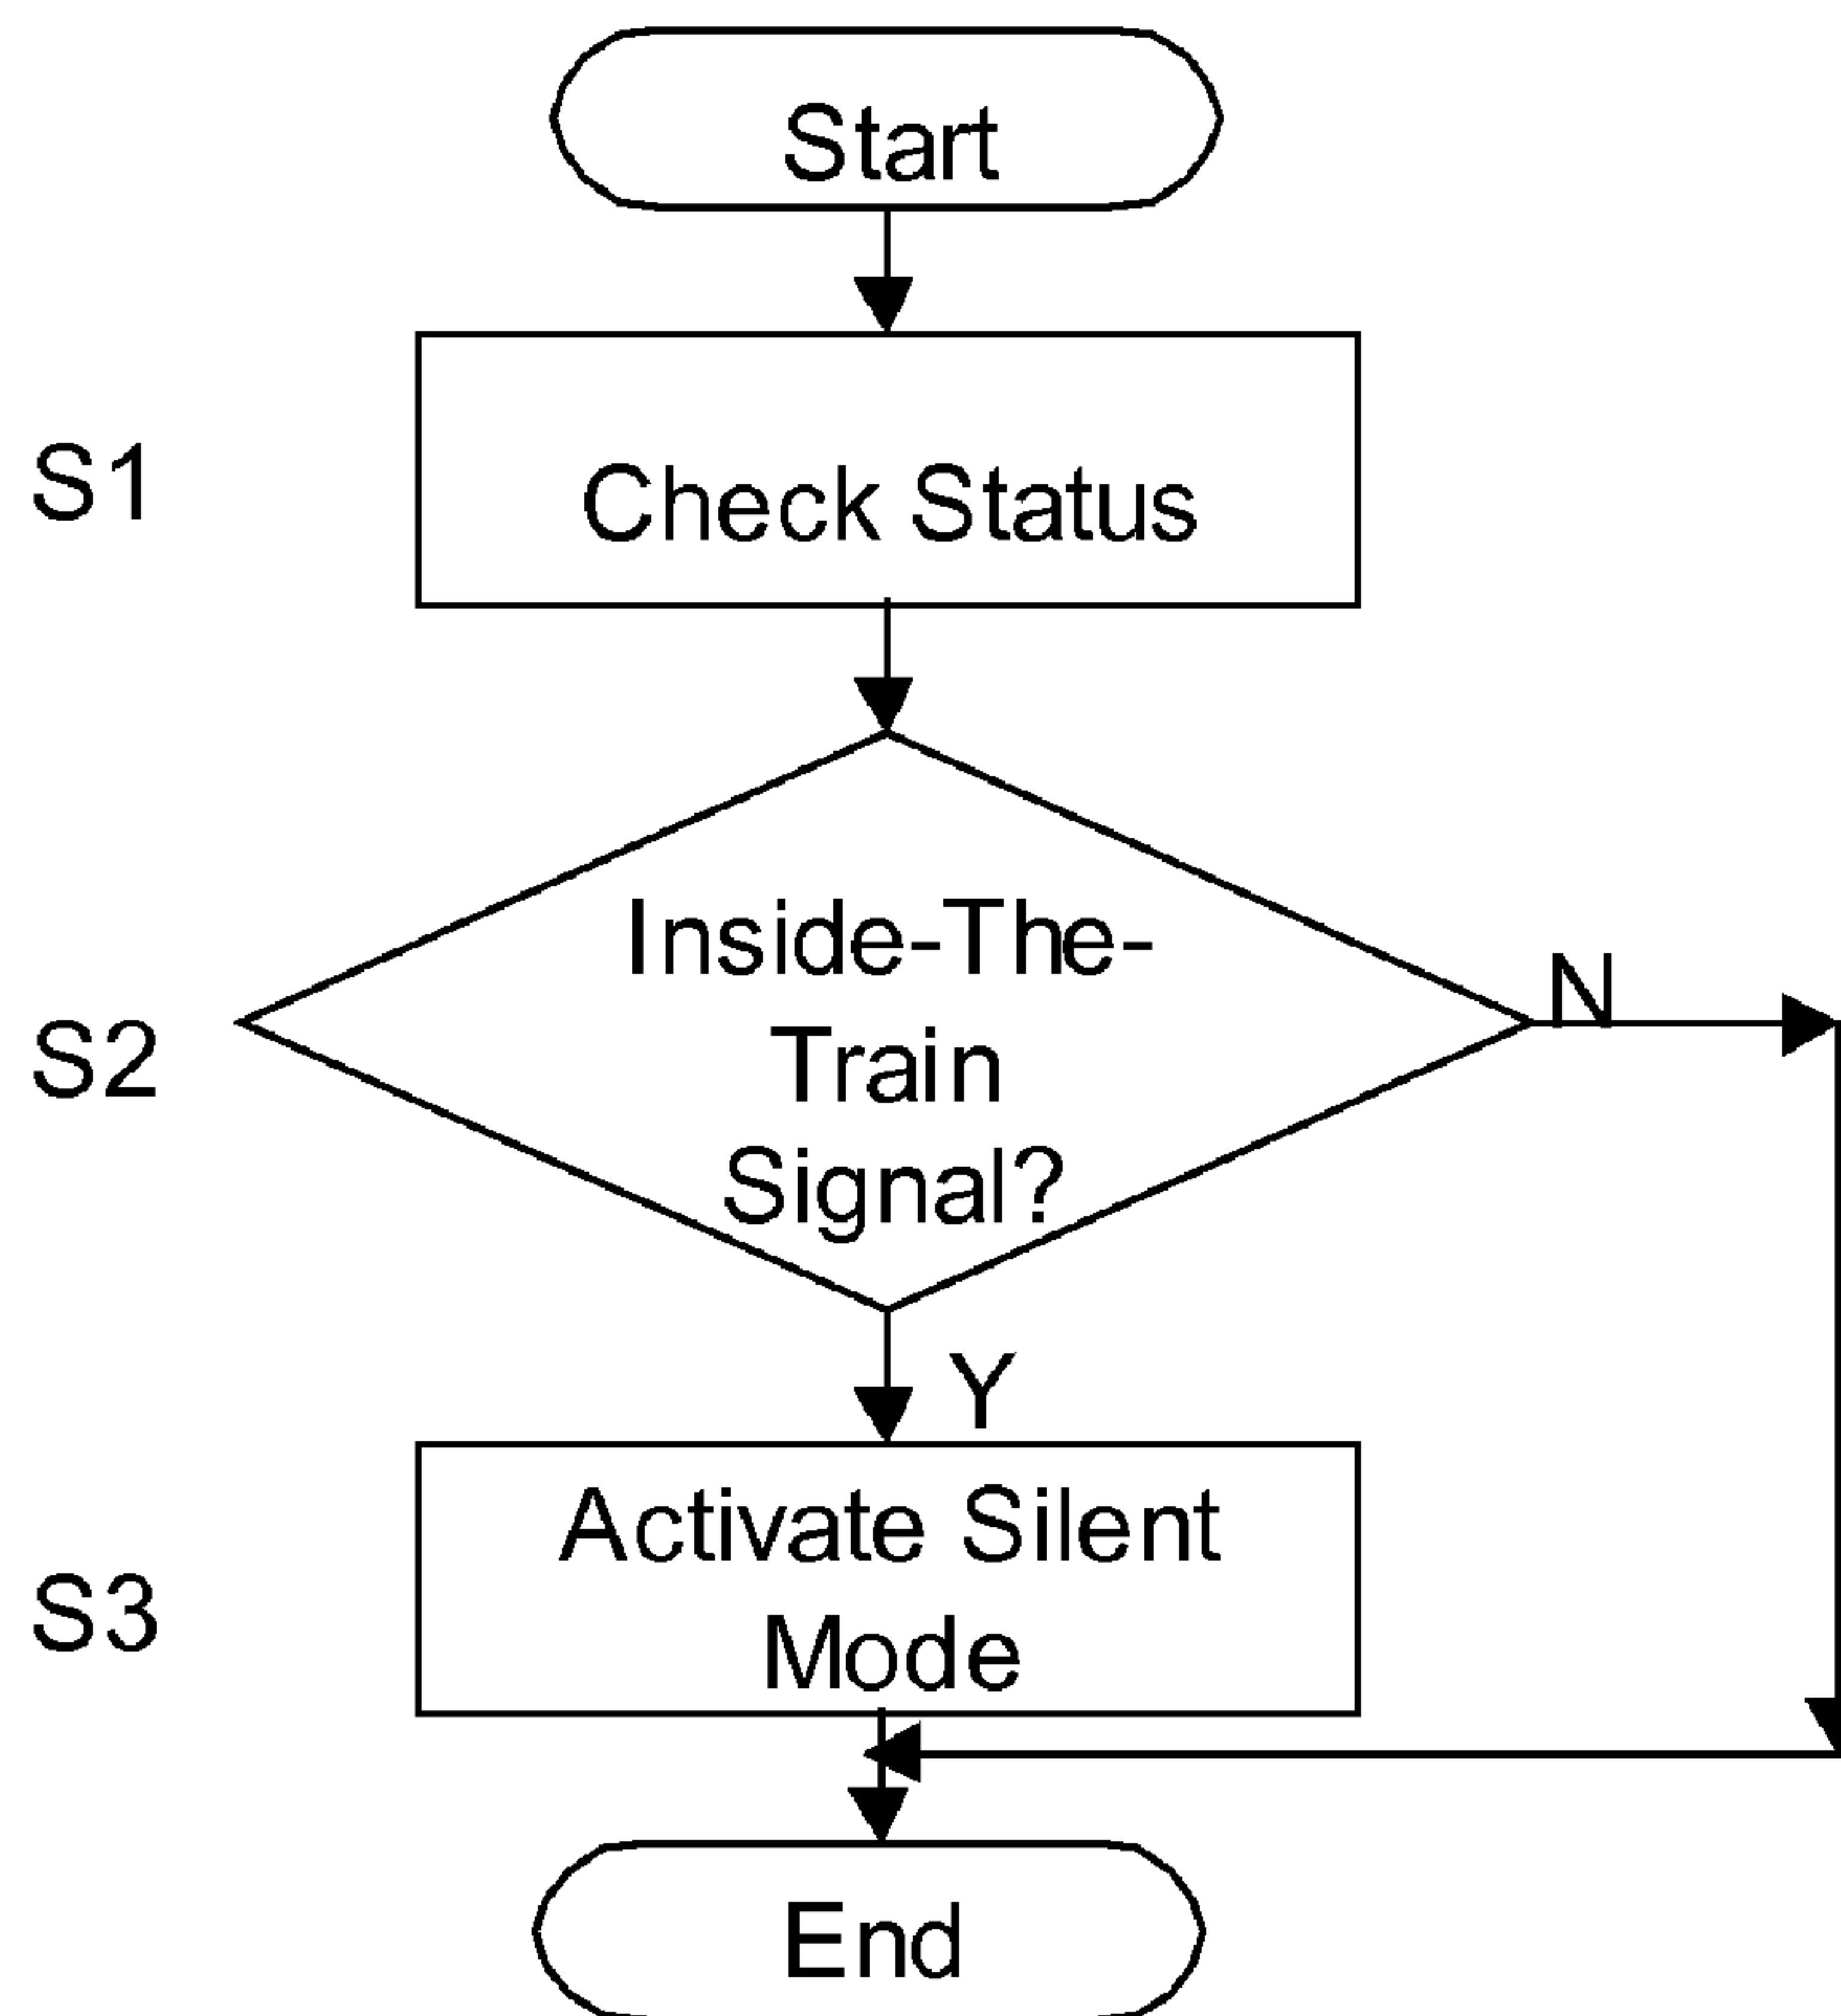 Start
S1
Check Status
Inside-The-
N
S2
Train
Signal?
Y
Activate Silent
S3
Mode
End